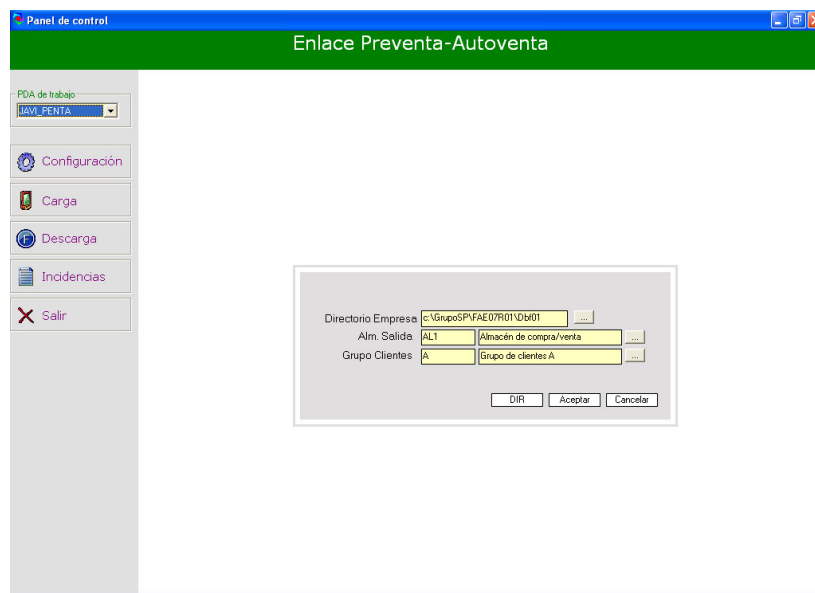 Panel de control
Enlace Preventa-Autoventa
PDA de trabajo
JAVI_PENTA
Configuración
Carga
Descarga
Incidencias
Salir
Directorio Empresa c:\GrupoSP\FAE07R01\Dbf01 ...
Alm. Salida AL1 Almacén de compra/venta ...
Grupo Clientes A Grupo de clientes A ...
DIR Aceptar Cancelar